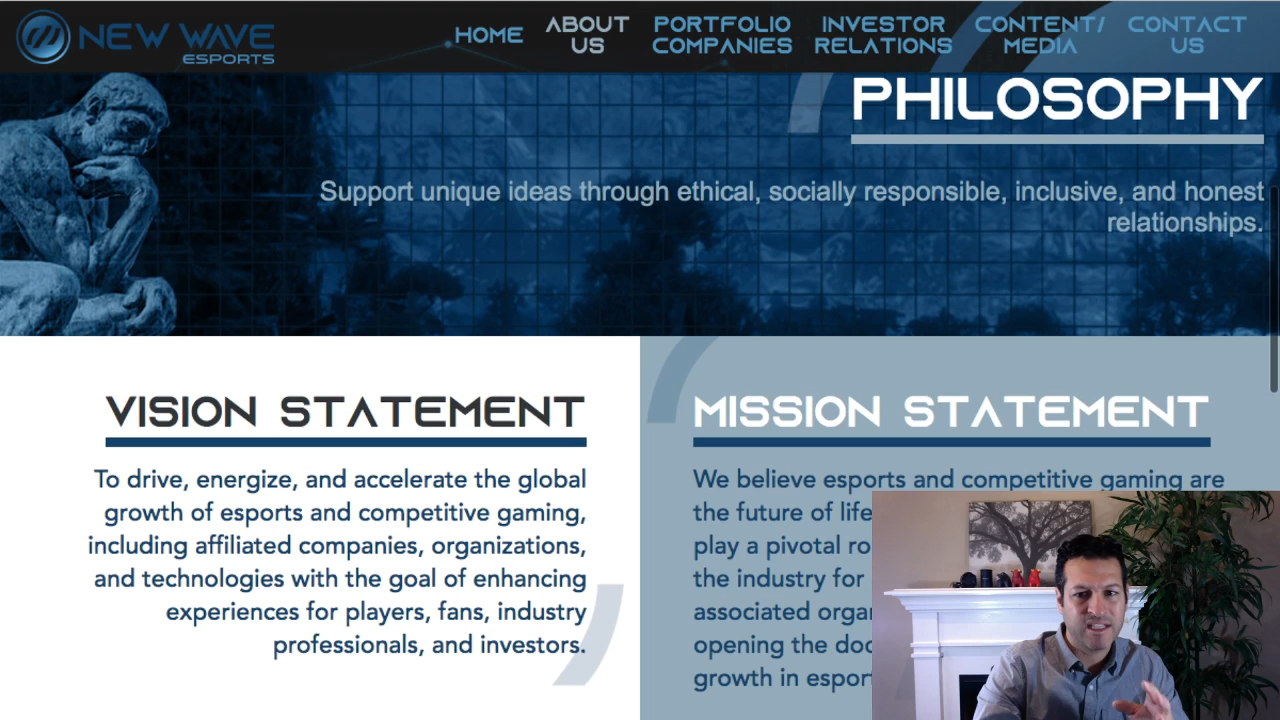 NEW WAVE
ESPORTS
HOME
ABOUT
US
PORTFOLIO
COMPANIES
INVESTOR
RELATIONS
CONTENT/
MEDIA
CONTACT
US
PHILOSOPHY
Support unique ideas through ethical, socially responsible, inclusive, and honest
relationships.
VISION STATEMENT
To drive, energize, and accelerate the global
growth of esports and competitive gaming,
including affiliated companies, organizations,
and technologies with the goal of enhancing
experiences for players, fans, industry
professionals, and investors.
MISSION STATEMENT
We believe esports and competitive gaming are
the future of
play a pivotal
the industry for
associated
opening the
growth in